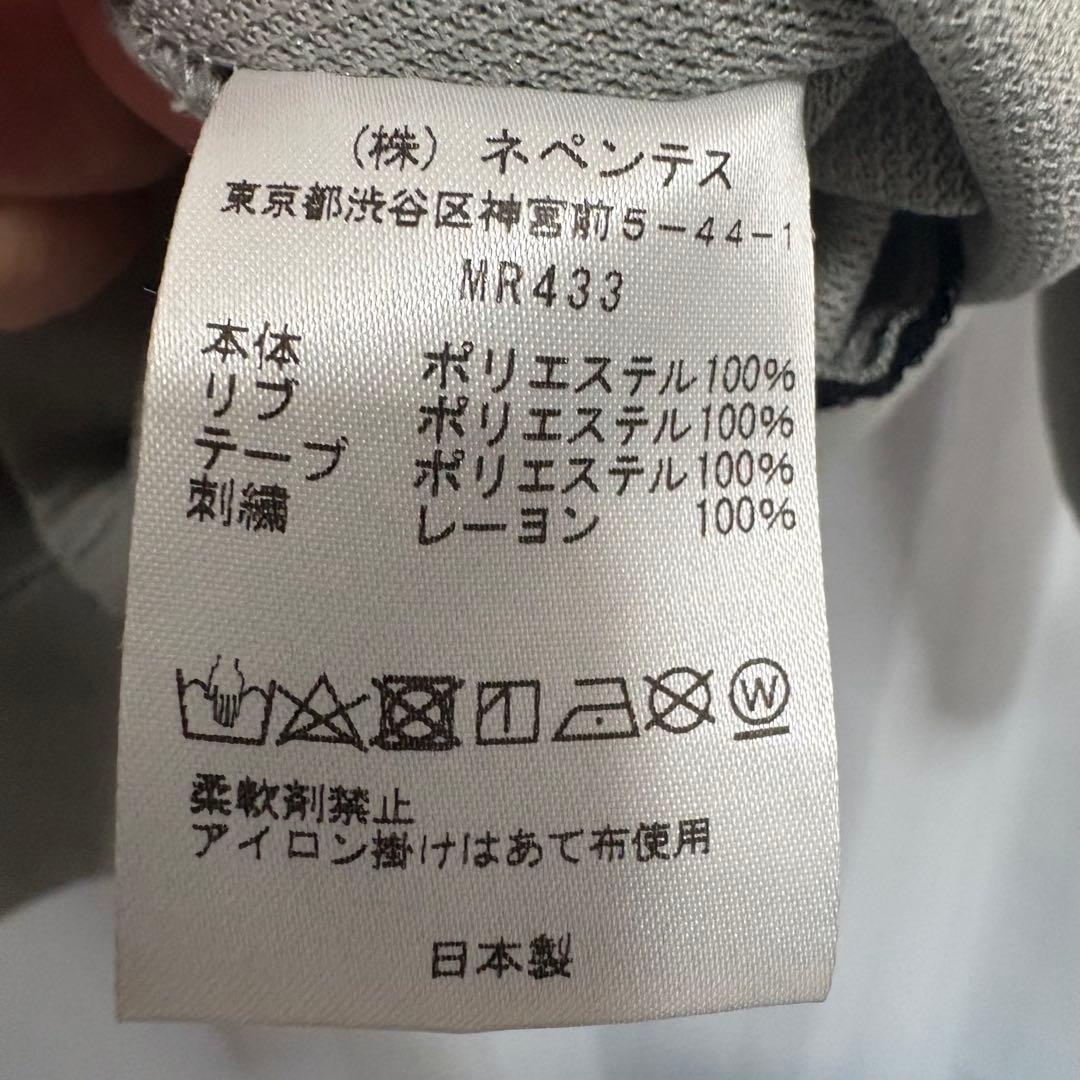 (株) ネペンテス
東京都渋谷区神宮前5-44-1
MR433
本体 ポリエステル100%
リブ ポリエステル100%
テープ ポリエステル100%
刺繍 レーヨン 100%
W
柔軟剤禁止
アイロン掛けはあて布使用
日本製